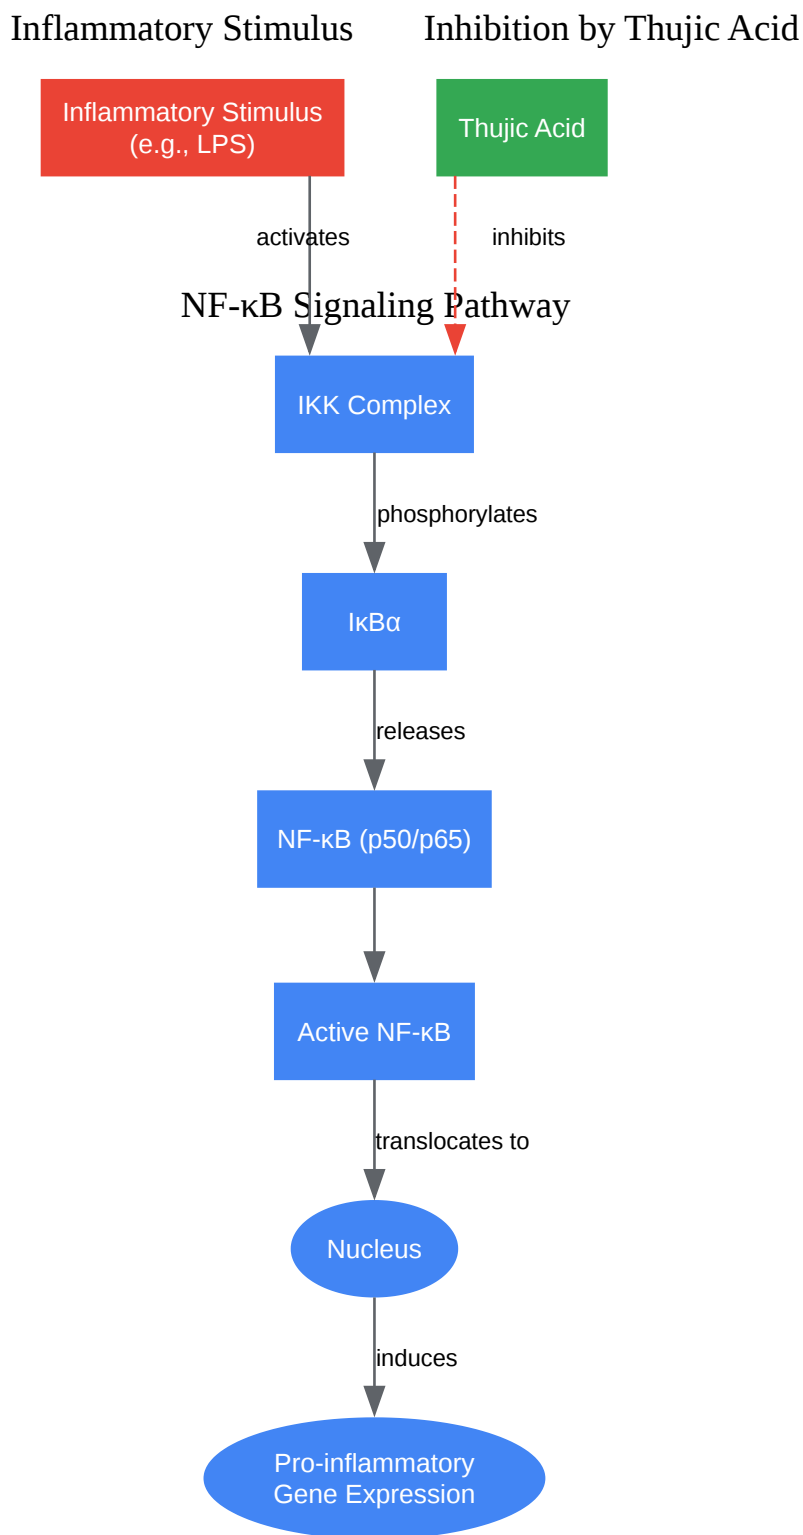 Inflammatory Stimulus
Inhibition by Thujic Acid
Inflammatory Stimulus
(e.g., LPS)
Thujic Acid
activates
inhibits
NF-κB Signaling Pathway
IKK Complex
phosphorylates
IκBα
releases
NF-κB (p50/p65)
Active NF-κB
translocates to
Nucleus
induces
Pro-inflammatory
Gene Expression